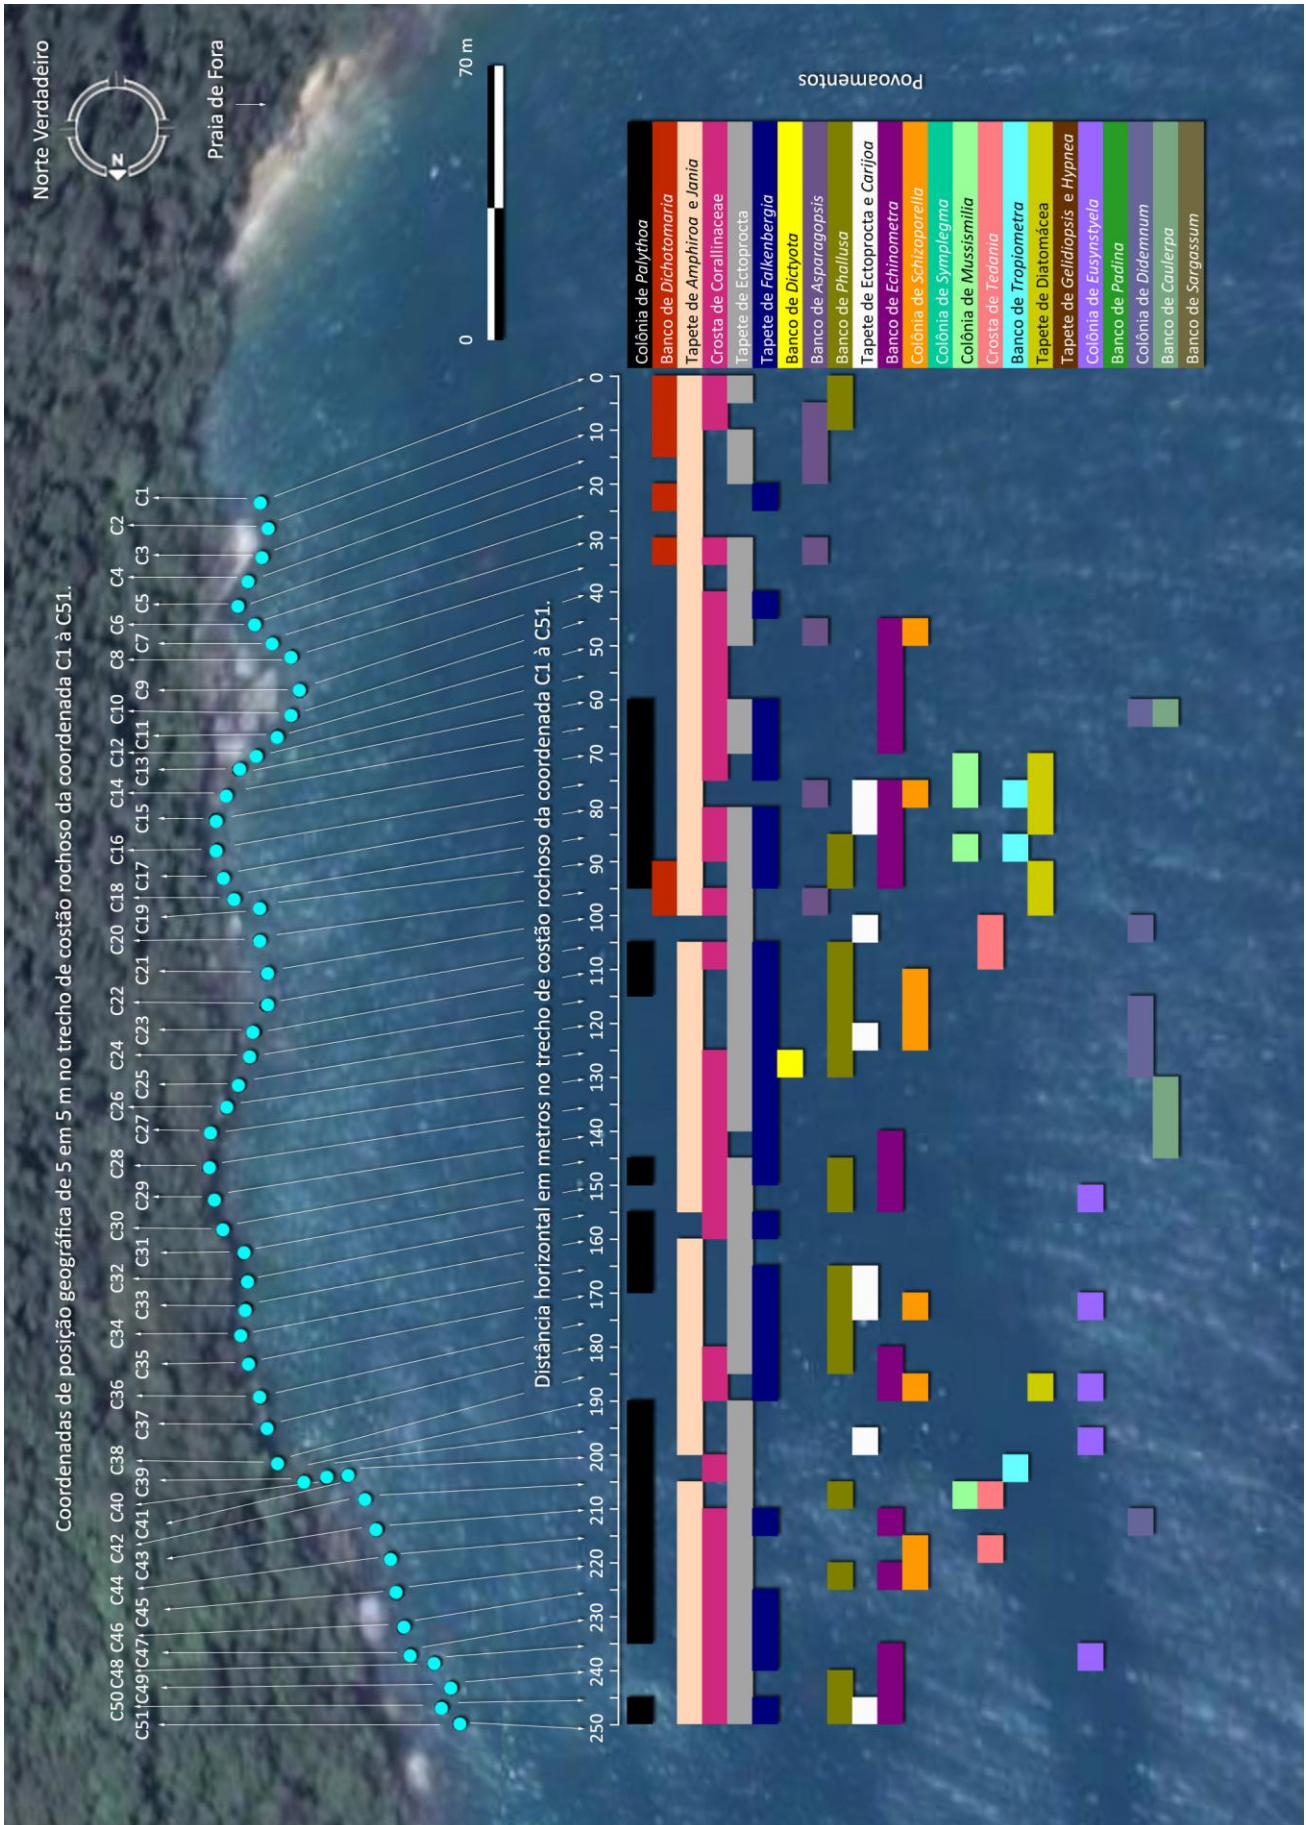 Coordenadas de posição geográfica de 5 em 5 m no trecho de costão rochoso da coordenada C1 à C51.
Norte Verdadeiro
N
Praia de Fora
C51 C50 C49 C48 C47 C46 C45 C44 C43 C42 C41 C40 C39 C38 C37 C36 C35 C34 C33 C32 C31 C30 C29 C28 C27 C26 C25 C24 C23 C22 C21 C20 C19 C18 C17 C16 C15 C14 C13 C12 C11 C10 C9 C8 C7 C6 C5 C4 C3 C2 C1
0 70 m
Distância horizontal em metros no trecho de costão rochoso da coordenada C1 à C51.
250 240 230 220 210 200 190 180 170 160 150 140 130 120 110 100 90 80 70 60 50 40 30 20 10 0
Colônia de Palythoa
Banco de Dichotomaria
Tapete de Amphiroa e Jania
Crosta de Corallinaceae
Tapete de Ectoprocta
Tapete de Falkenbergia
Banco de Dictyota
Banco de Asparagopsis
Banco de Phallusa
Tapete de Ectoprocta e Carijoa
Banco de Echinometra
Colônia de Schizoporella
Colônia de Symplegma
Colônia de Mussismilia
Crosta de Tedania
Banco de Tropiometra
Tapete de Diatomácea
Tapete de Gelidiopsis e Hypnea
Colônia de Eusynstyela
Banco de Padina
Colônia de Didemnum
Banco de Caulerpa
Banco de Sargassum
Povoamentos